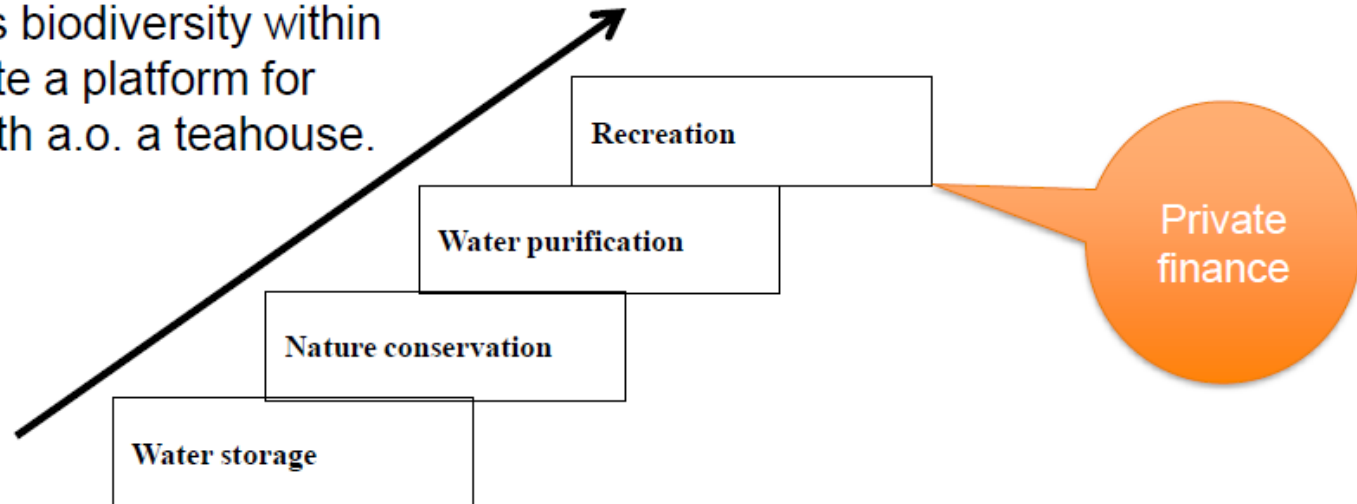 s biodiversity within
te a platform for
th a.o. a teahouse.
Recreation
Water purification
Nature conservation
Water storage
Private
finance